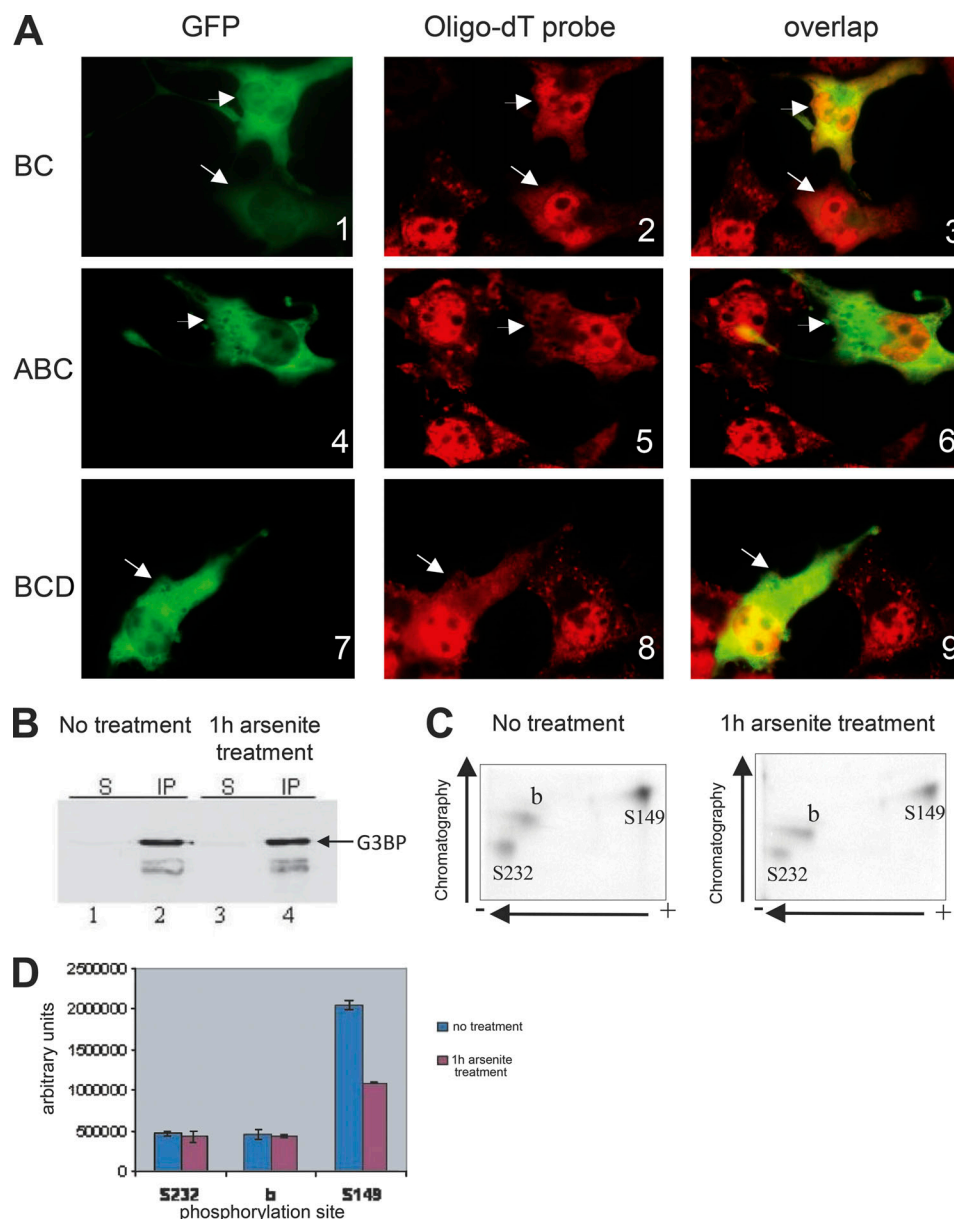 A
GFP
Oligo-dT probe
overlap
BC
1
2
3
ABC
4
5
6
BCD
7
8
9
B
No treatment
1h arsenite
treatment
S
IP
S
IP
G3BP
1
2
3
4
C
No treatment
1h arsenite treatment
Chromatography
b
S149
S232
-
+
Chromatography
b
S149
S232
-
+
D
arbitrary units
2500000
2000000
1500000
1000000
500000
0
S232
b
S149
phosphorylation site
no treatment
1h arsenite
treatment